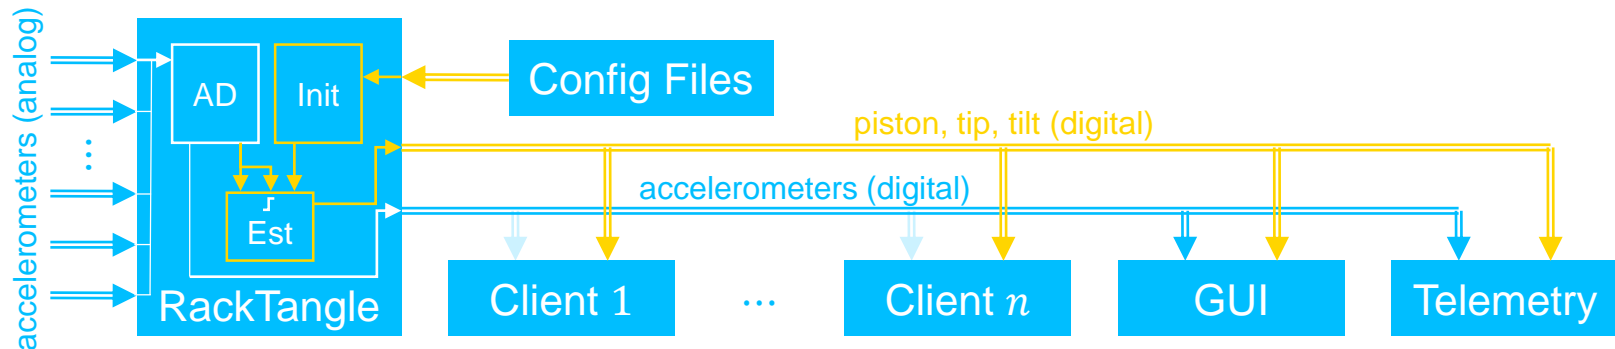 accelerometers (analog)
...
AD
Init
Est
RackTangle
Config Files
piston, tip, tilt (digital)
accelerometers (digital)
Client 1
...
Client n
GUI
Telemetry